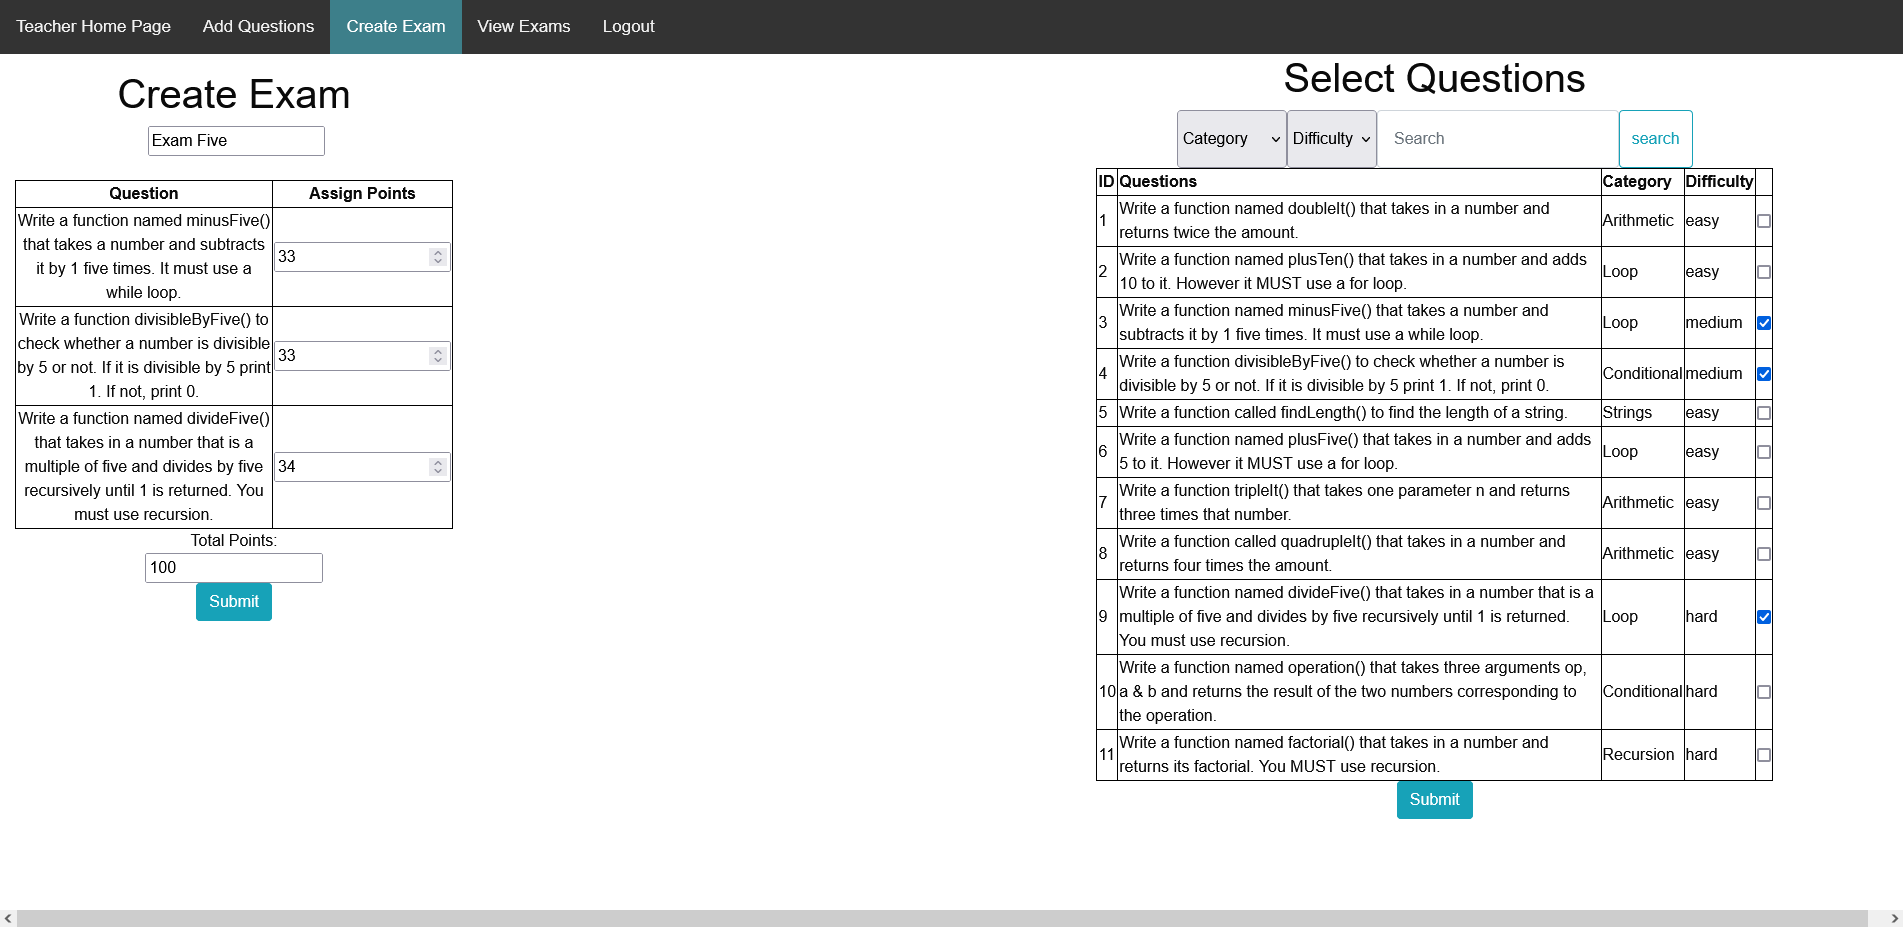 Teacher Home Page Add Questions Create Exam View Exams Logout
Create Exam
Exam Five
Question Assign Points
Write a function named minusFive()
that takes a number and subtracts
it by 1 five times. It must use a
while loop.
33
Write a function divisibleByFive() to
check whether a number is divisible
by 5 or not. If it is divisible by 5 print
1. If not, print 0.
33
Write a function named divideFive()
that takes in a number that is a
multiple of five and divides by five
recursively until 1 is returned. You
must use recursion.
34
Total Points:
100
Submit
Select Questions
Category Difficulty Search search
ID Questions Category Difficulty
1 Write a function named doubleIt() that takes in a number and
returns twice the amount.
Arithmetic easy
2 Write a function named plusTen() that takes in a number and adds
10 to it. However it MUST use a for loop.
Loop easy
3 Write a function named minusFive() that takes a number and
subtracts it by 1 five times. It must use a while loop.
Loop medium
4 Write a function divisibleByFive() to check whether a number is
divisible by 5 or not. If it is divisible by 5 print 1. If not, print 0.
Conditional medium
5 Write a function called findLength() to find the length of a string. Strings easy
6 Write a function named plusFive() that takes in a number and adds
5 to it. However it MUST use a for loop.
Loop easy
7 Write a function tripleIt() that takes one parameter n and returns
three times that number.
Arithmetic easy
8 Write a function called quadrupleIt() that takes in a number and
returns four times the amount.
Arithmetic easy
9 Write a function named divideFive() that takes in a number that is a
multiple of five and divides by five recursively until 1 is returned.
You must use recursion.
Loop hard
10 Write a function named operation() that takes three arguments op,
a & b and returns the result of the two numbers corresponding to
the operation.
Conditional hard
11 Write a function named factorial() that takes in a number and
returns its factorial. You MUST use recursion.
Recursion hard
Submit